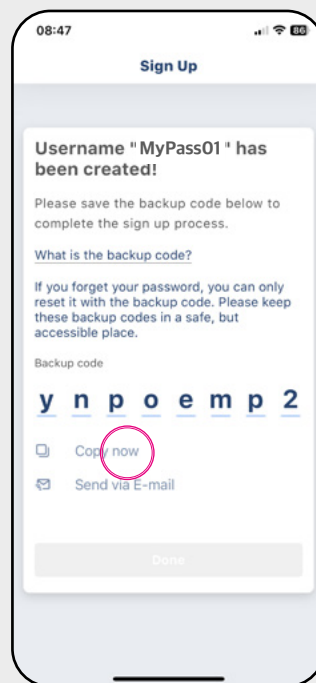 08:47
86
Sign Up
Username "MyPass01" has
been created!
Please save the backup code below to
complete the sign up process.
What is the backup code?
If you forget your password, you can only
reset it with the backup code. Please keep
these backup codes in a safe, but
accessible place.
Backup code
y n p o e m p 2
Copy now
Send via E-mail
Done